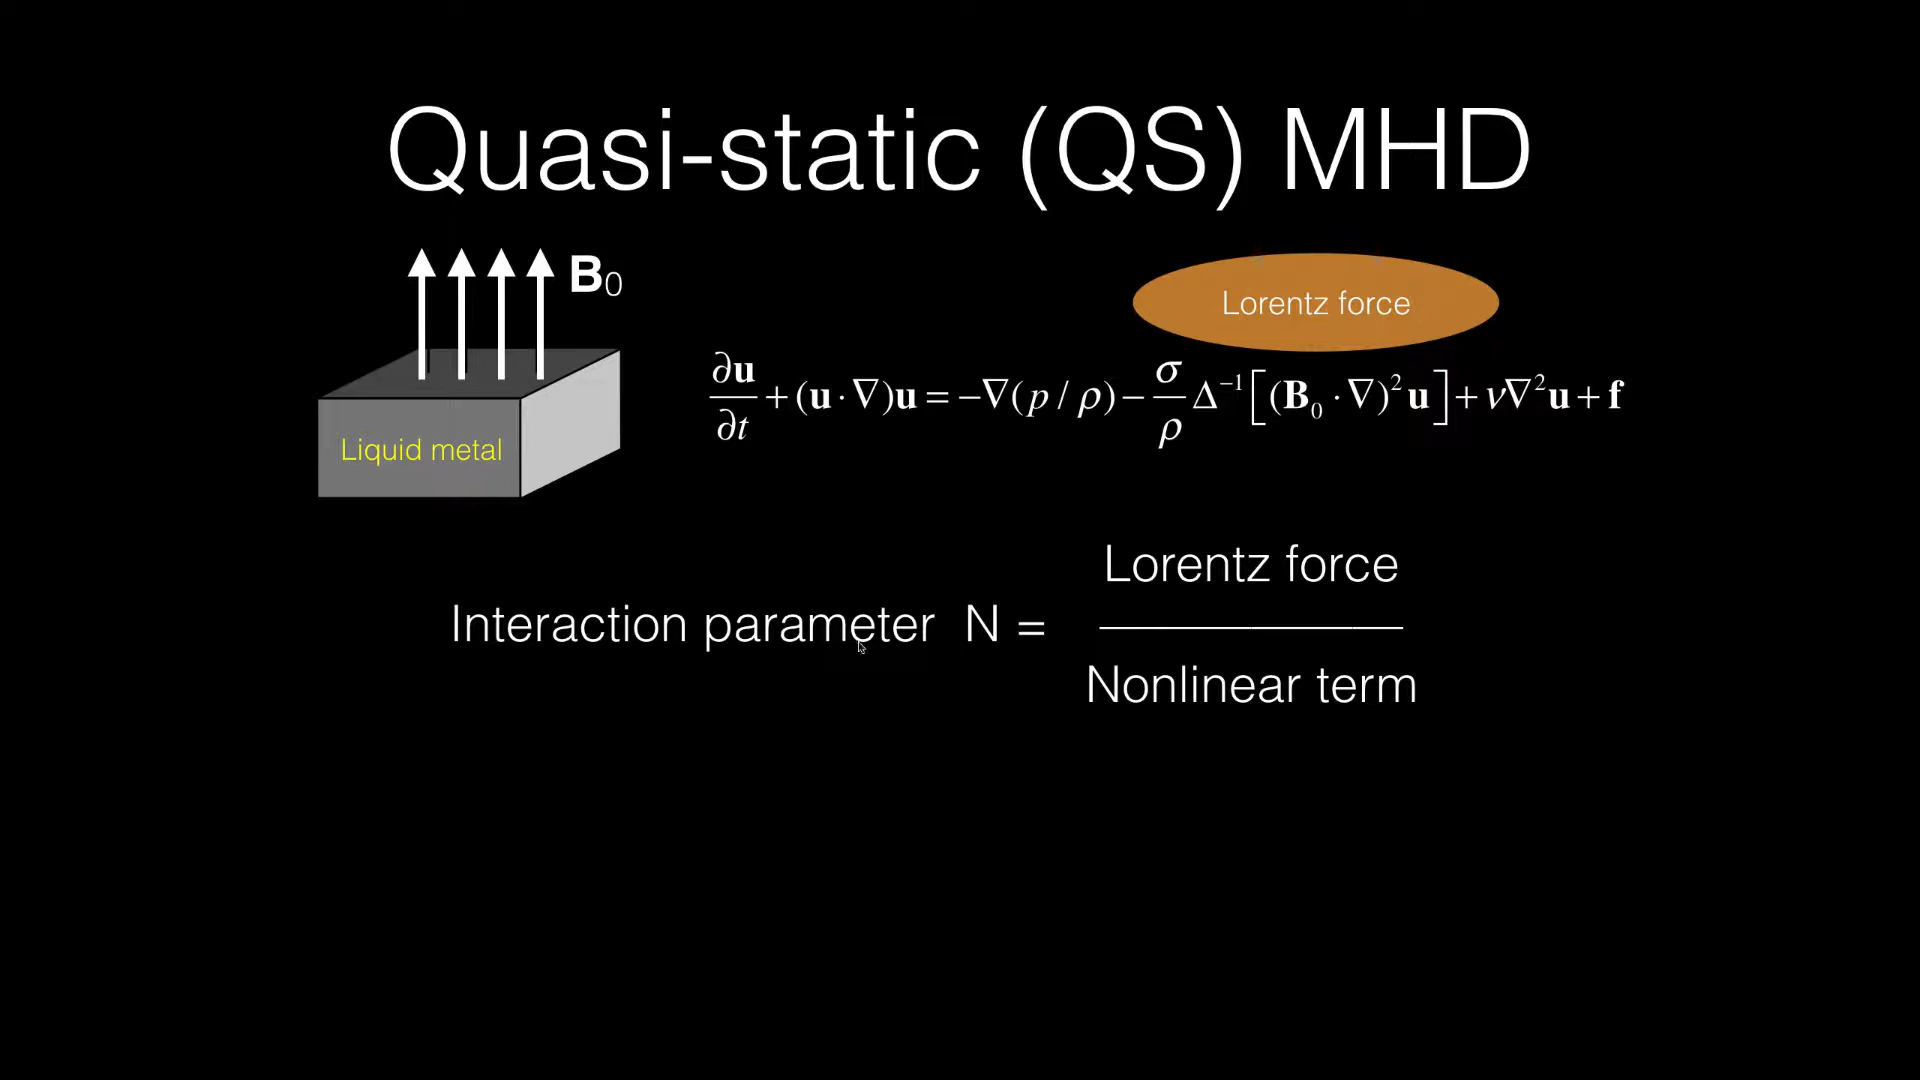 Quasi-static (QS) MHD
B₀
Lorentz force
∂u/∂t + (u · ∇)u = −∇(p / ρ) − σ/ρ Δ⁻¹[(B₀ · ∇)²u] + ν∇²u + f
Liquid metal
Lorentz force
Interaction parameter N =
Nonlinear term